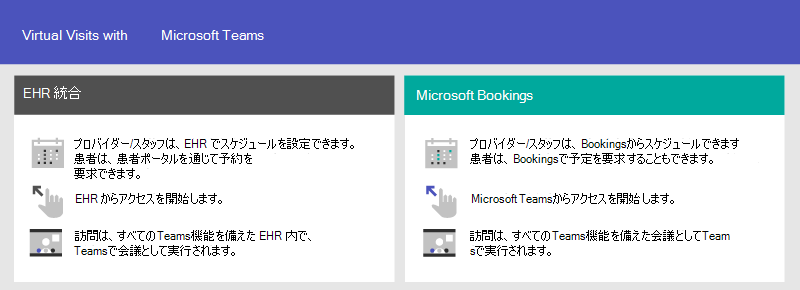 Virtual Visits with Microsoft Teams
EHR 統合
プロバイダー/スタッフは、EHR でスケジュールを設定できます。
患者は、患者ポータルを通じて予約を
要求できます。
EHR からアクセスを開始します。
訪問は、すべてのTeams機能を備えた EHR 内で、
Teamsで会議として実行されます。
Microsoft Bookings
プロバイダー/スタッフは、Bookingsからスケジュールできます
患者は、Bookingsで予定を要求することもできます。
Microsoft Teamsからアクセスを開始します。
訪問は、すべてのTeams機能を備えた会議としてTeam
sで実行されます。